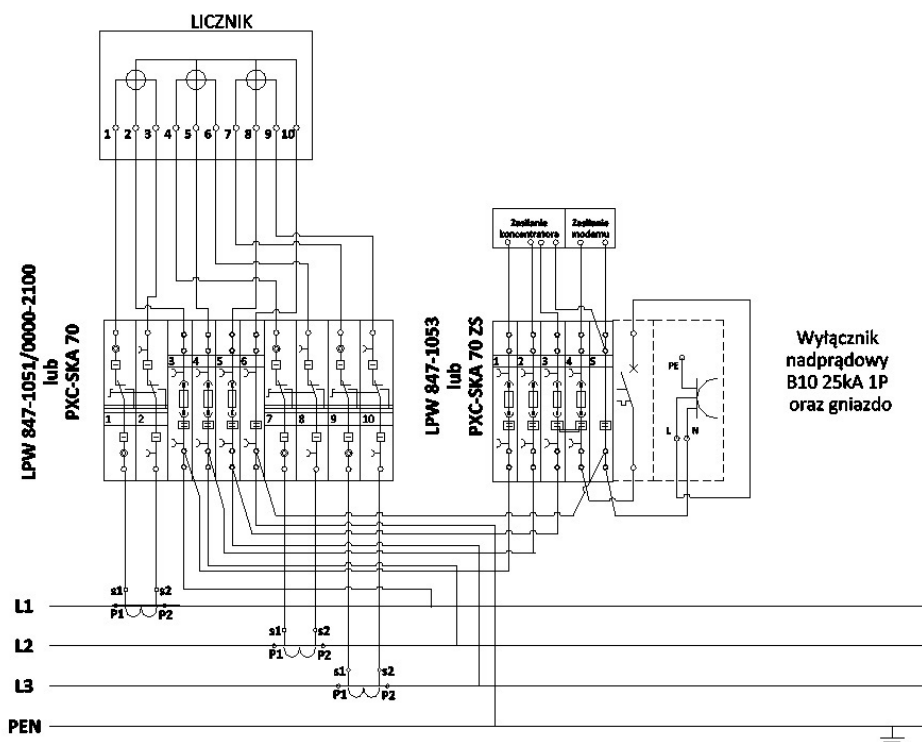 LICZNIK
1 2 3 4 5 6 7 8 9 10
Zasilanie
koncentratora
Zasilanie
modemu
LPW 847-1051/0000-2100
lub
PXC-SKA 70
3 4 5 6
1 2 7 8 9 10
LPW 847-1053
lub
PXC-SKA 70 ZS
1 2 3 4 5
PE
L N
Wyłącznik
nadprądowy
B10 25kA 1P
oraz gniazdo
s1 s2
L1
P1 P2
s1 s2
L2
P1 P2
s1 s2
L3
P1 P2
PEN